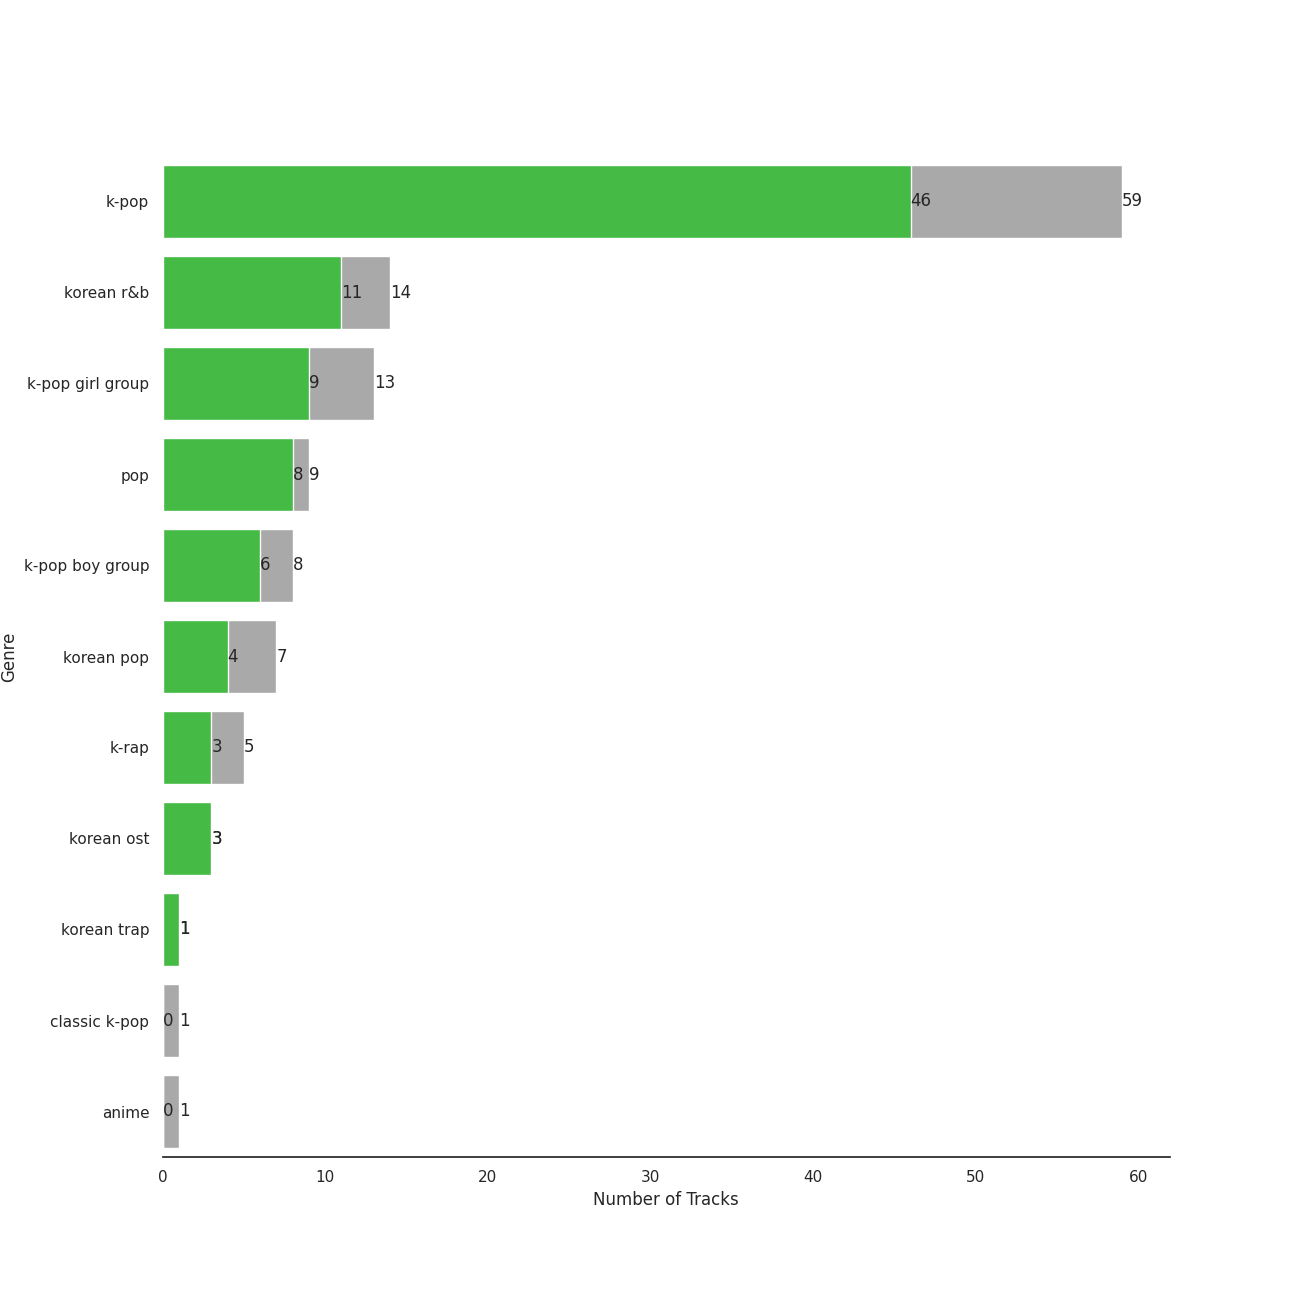 k-pop 46 59
korean r&b 11 14
k-pop girl group 9 13
pop 8 9
k-pop boy group 6 8
korean pop 4 7
k-rap 3 5
korean ost 3
korean trap 1
classic k-pop 0 1
anime 0 1
Genre
0 10 20 30 40 50 60
Number of Tracks